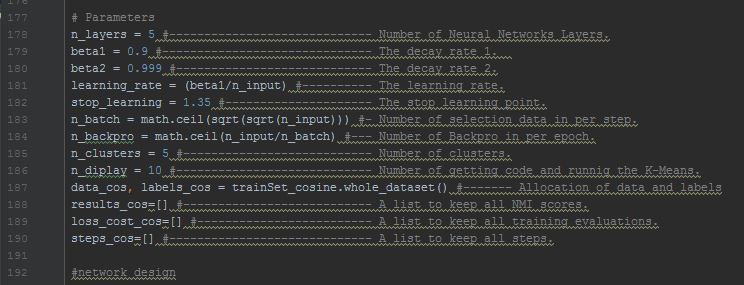 177 # Parameters
178 n_layers = 5 #----------------------------- Number of Neural Networks Layers.
179 beta1 = 0.9 #------------------------------ The decay rate 1.
180 beta2 = 0.999 #---------------------------- The decay rate 2.
181 learning_rate = (beta1/n_input) #---------- The learning rate.
182 stop_learning = 1.35 #--------------------- The stop learning point.
183 n_batch = math.ceil(sqrt(sqrt(n_input))) #- Number of selection data in per step.
184 n_backpro = math.ceil(n_input/n_batch) #--- Number of Backpro in per epoch.
185 n_clusters = 5 #--------------------------- Number of clusters.
186 n_diplay = 10 #---------------------------- Number of getting code and runnig the K-Means.
187 data_cos, labels_cos = trainSet_cosine.whole_dataset() #------- Allocation of data and labels
188 results_cos=[] #--------------------------- A list to keep all NMI scores.
189 loss_cost_cos=[] #------------------------- A list to keep all training evaluations.
190 steps_cos=[] #----------------------------- A list to keep all steps.
191
192 #network design